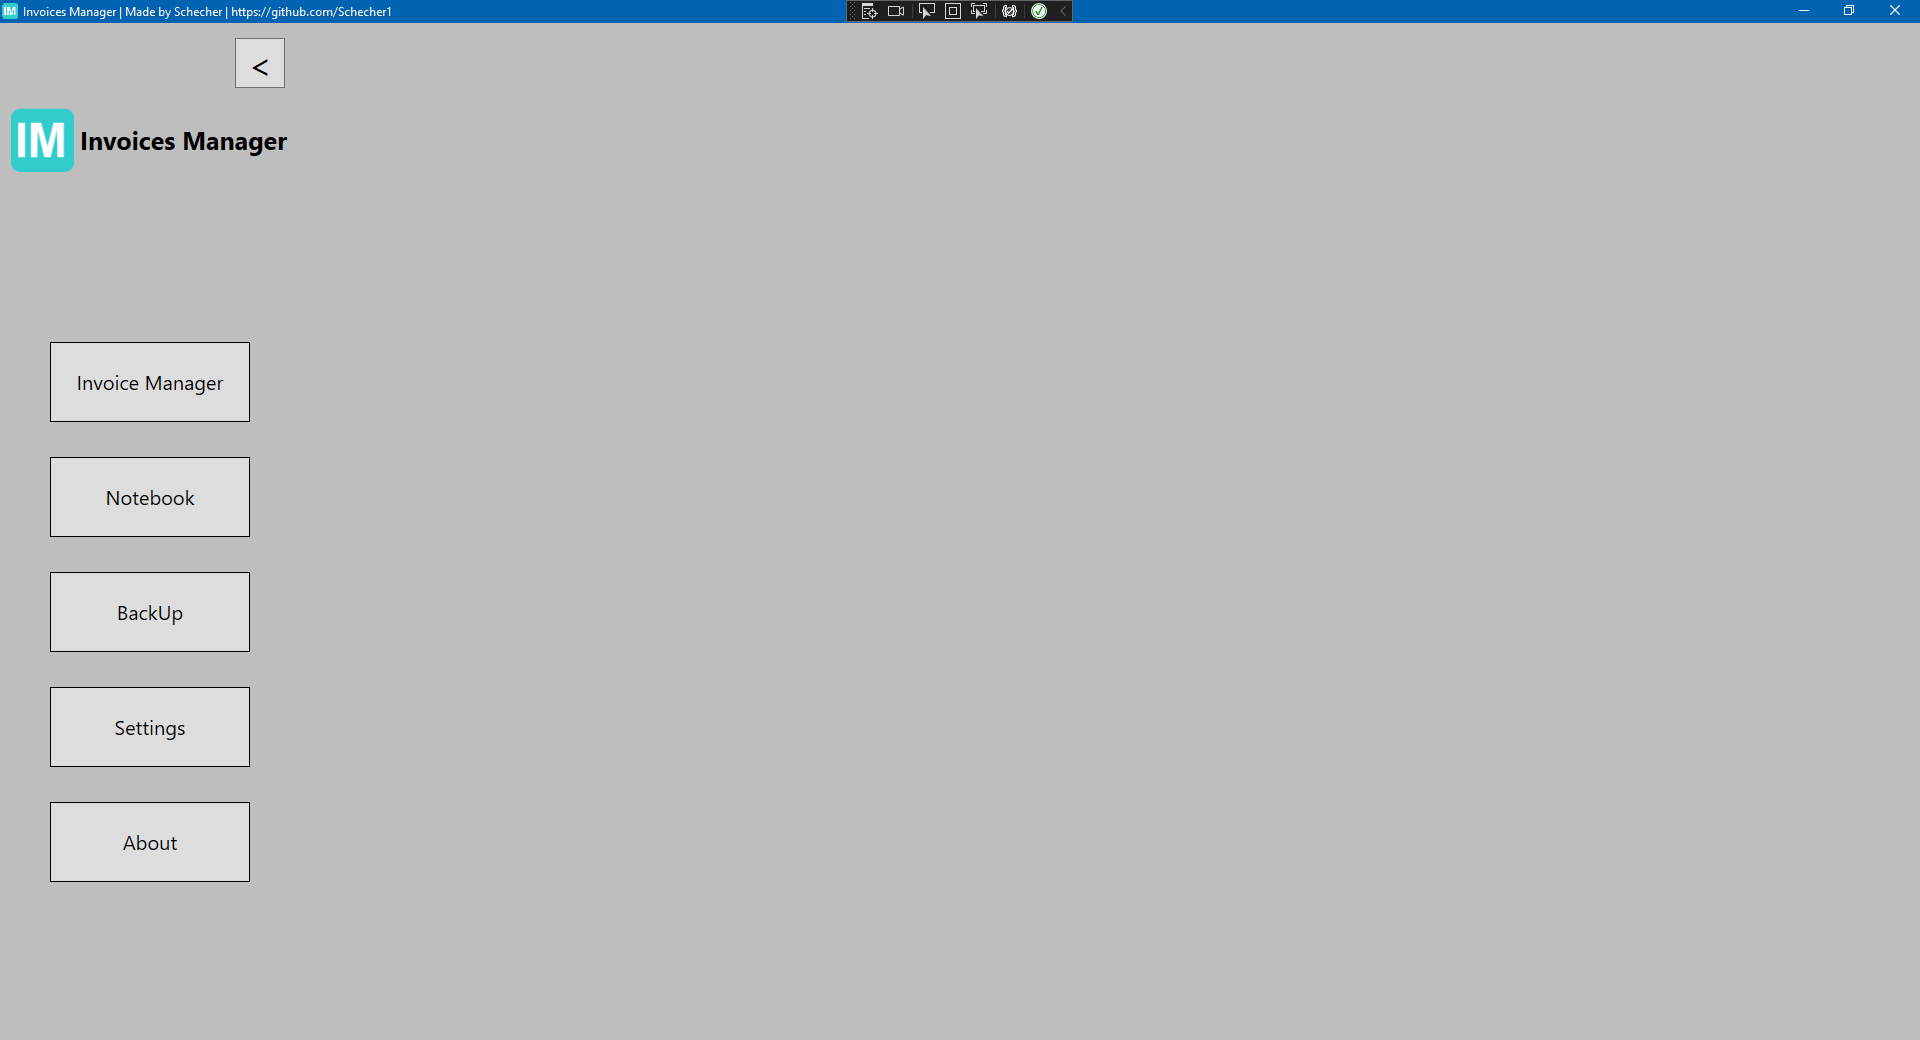 IM Invoices Manager | Made by Schecher | https://github.com/Schecher1
<
IM Invoices Manager
Invoice Manager
Notebook
BackUp
Settings
About